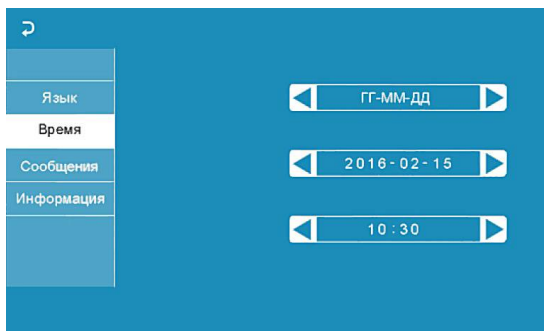 Язык
Время
Сообщения
Информация
ГГ-ММ-ДД
2016-02-15
10:30